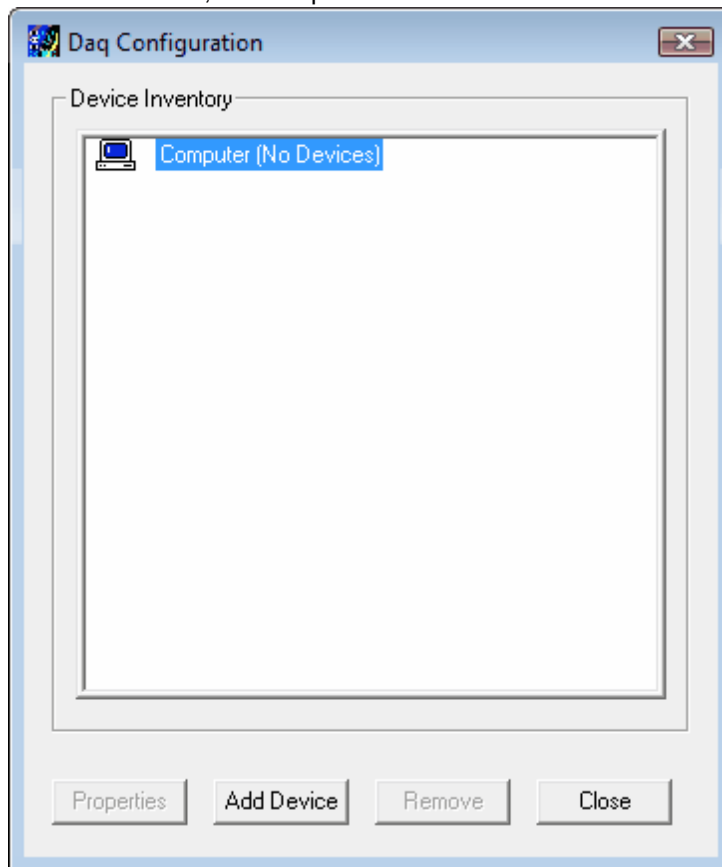 Daq Configuration
Device Inventory
Computer (No Devices)
Properties Add Device Remove Close